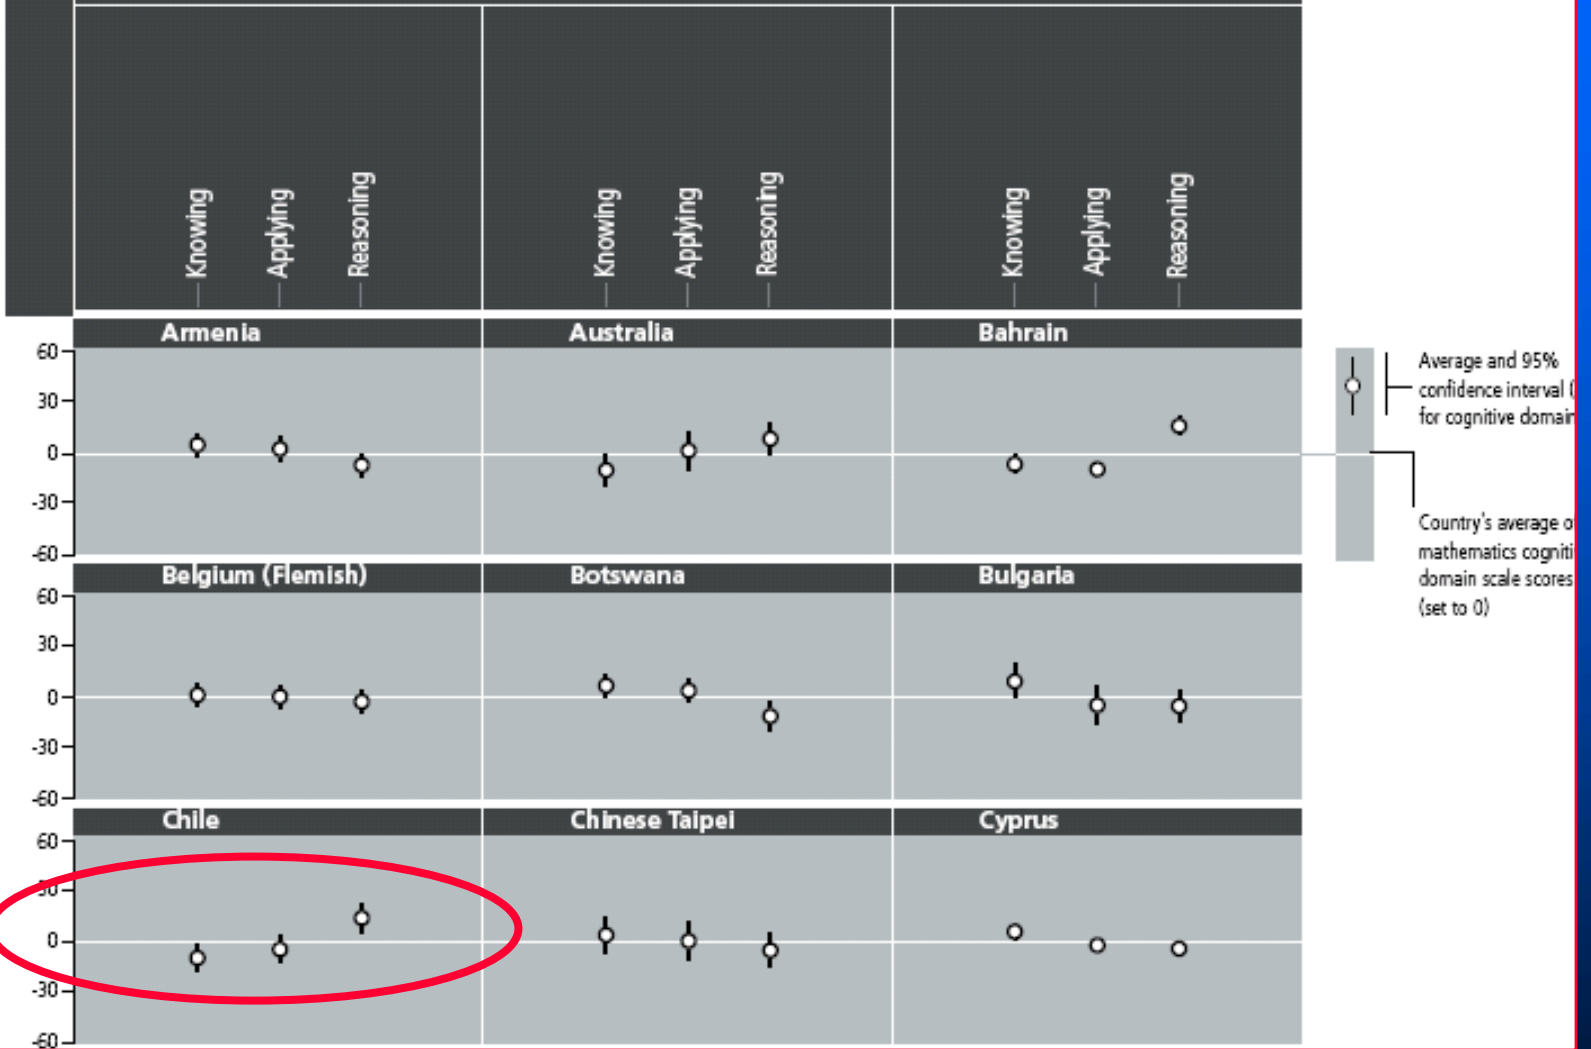 Knowing
Applying
Reasoning
Knowing
Applying
Reasoning
Knowing
Applying
Reasoning
Armenia
Australia
Bahrain
60
30
0
-30
-60
Average and 95%
confidence interval (
for cognitive domain
Country's average
mathematics
domain scale scores
(set to 0)
Belgium (Flemish)
Botswana
Bulgaria
60
30
0
-30
-60
Chile
Chinese Taipei
Cyprus
60
30
0
-30
-60